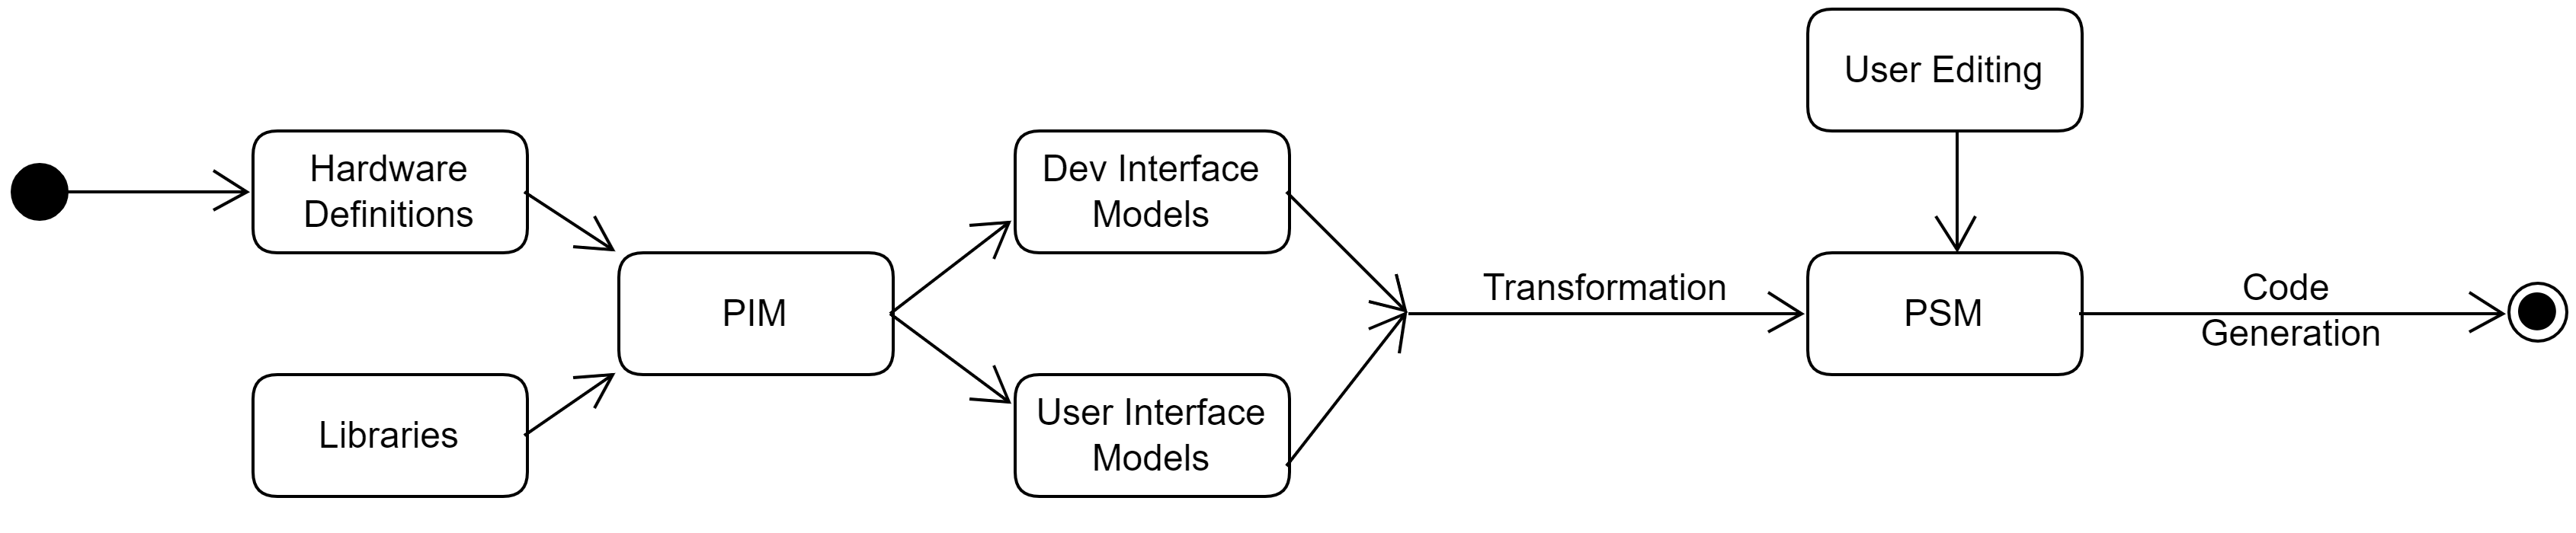 User Editing
Hardware
Definitions
Dev Interface
Models
PIM
Transformation
PSM
Code
Generation
Libraries
User Interface
Models